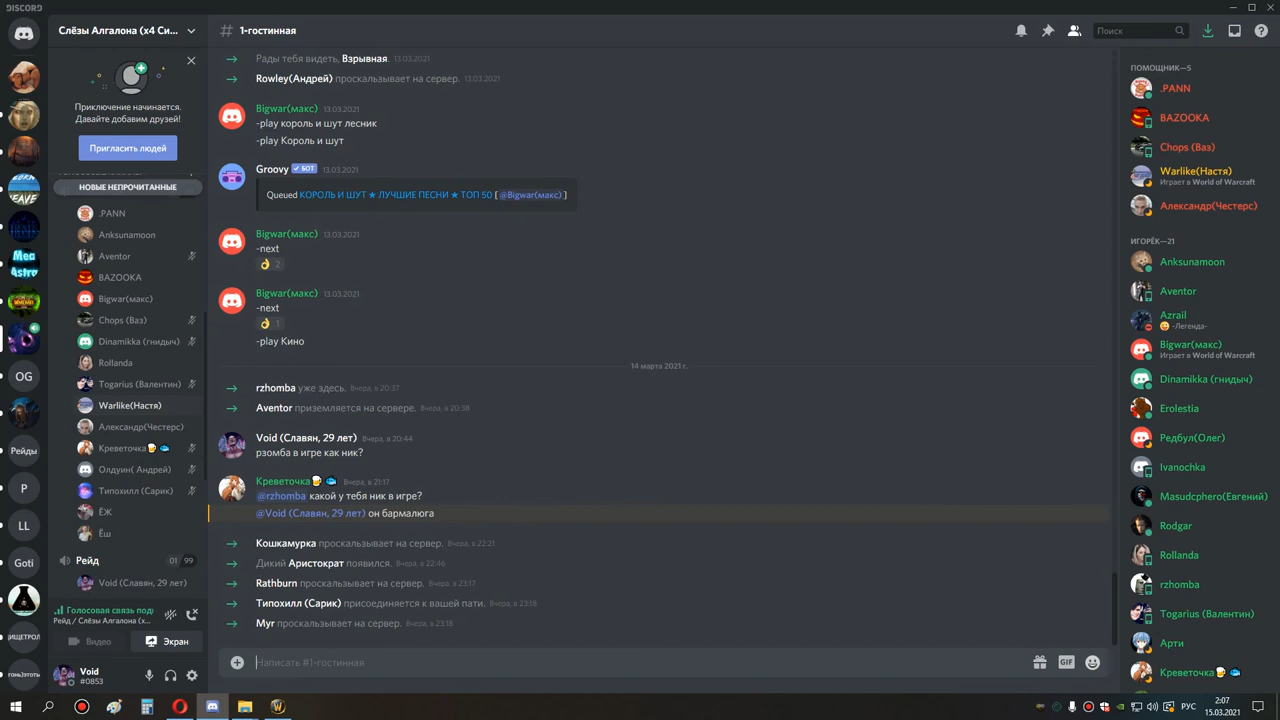 DISCORD
Слёзы Алгалона (x4 Си...
1-гостинная
Поиск
Приключение начинается.
Давайте добавим друзей!
Пригласить людей
НОВЫЕ НЕПРОЧИТАННЫЕ
.PANN
Anksunamoon
Aventor
BAZOOKA
Bigwar(макс)
Chops (Ваз)
Dinamikka (гнидыч)
Rollanda
Togarius (Валентин)
Warlike(Настя)
Александр(Честерс)
Креветочка🍺🐟
Олдуин( Андрей)
Типохилл (Сарик)
ЁЖ
Ёш
Рейд
01 99
Void (Славян, 29 лет)
Голосовая связь под
Рейд / Слёзы Алгалона (x...
Видео
Экран
Void
#0853
Mea
Astro
OG
Рейды
P
LL
Goti
Рады тебя видеть, Взрывная. 13.03.2021
Rowley(Андрей) проскальзывает на сервер. 13.03.2021
Bigwar(макс) 13.03.2021
-play король и шут лесник
-play Король и шут
Groovy ✓ БОТ 13.03.2021
Queued КОРОЛЬ И ШУТ ★ ЛУЧШИЕ ПЕСНИ ★ ТОП 50 [ @Bigwar(макс) ]
Bigwar(макс) 13.03.2021
-next
👌 2
Bigwar(макс) 13.03.2021
-next
👌 1
-play Кино
14 марта 2021 г.
rzhomba уже здесь. Вчера, в 20:37
Aventor приземляется на сервере. Вчера, в 20:38
Void (Славян, 29 лет) Вчера, в 20:44
рзомба в игре как ник?
Креветочка🍺🐟 Вчера, в 21:17
@rzhomba какой у тебя ник в игре?
@Void (Славян, 29 лет) он бармалюга
Кошкамурка проскальзывает на сервер. Вчера, в 22:21
Дикий Аристократ появился. Вчера, в 22:46
Rathburn проскальзывает на сервер. Вчера, в 23:17
Типохилл (Сарик) присоединяется к вашей пати. Вчера, в 23:18
Myr проскальзывает на сервер. Вчера, в 23:18
Написать #1-гостинная
GIF
ПОМОЩНИК—5
.PANN
BAZOOKA
Chops (Ваз)
Warlike(Настя)
Играет в World of Warcraft
Александр(Честерс)
ИГОРЁК—21
Anksunamoon
Aventor
Azrail
-Легенда-
Bigwar(макс)
Играет в World of Warcraft
Dinamikka (гнидыч)
Erolestia
Редбул(Олег)
Ivanochka
Masudcphero(Евгений)
Rodgar
Rollanda
rzhomba
Togarius (Валентин)
Арти
Креветочка🍺🐟
РУС
2:07
15.03.2021